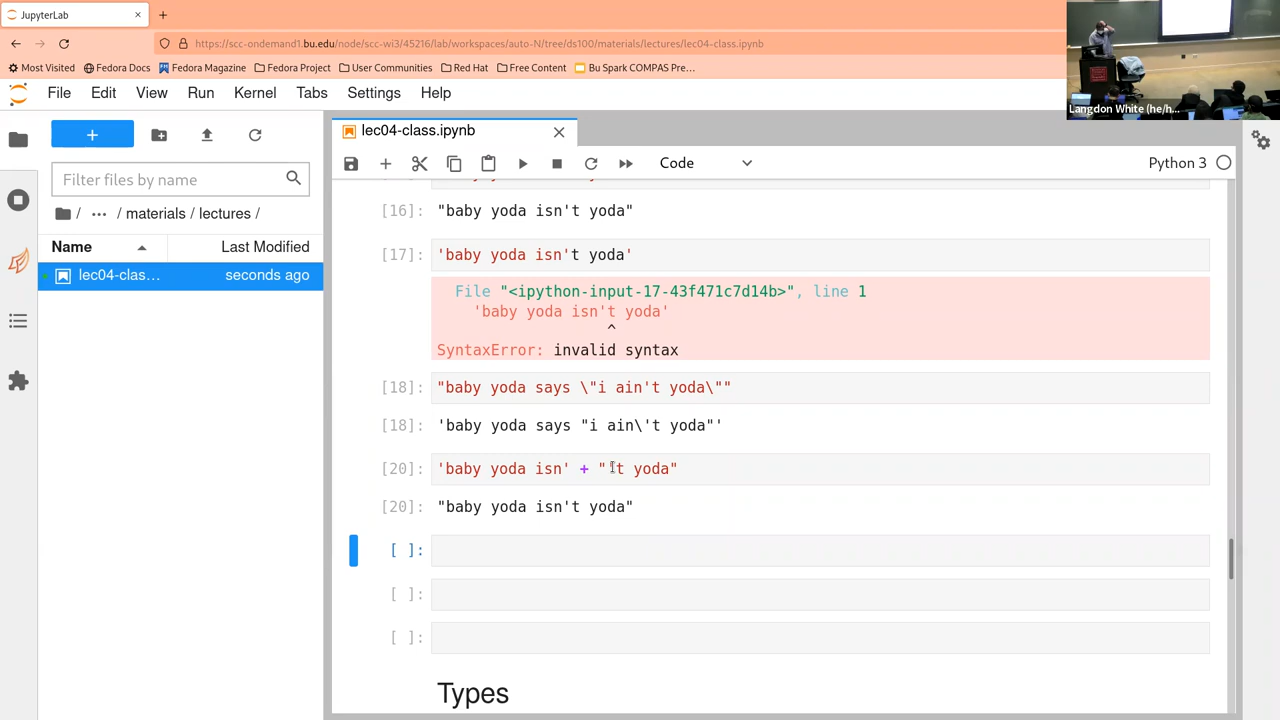 JupyterLab
https://scc-ondemand1.bu.edu/node/scc-wi3/45216/lab/workspaces/auto-N/tree/ds100/materials/lectures/lec04-class.ipynb
Most Visited Fedora Docs Fedora Magazine Fedora Project User Communities Red Hat Free Content Bu Spark COMPAS Pre…
Langdon White (he/h...
File Edit View Run Kernel Tabs Settings Help
lec04-class.ipynb
Code
Python 3
Filter files by name
/ ··· / materials / lectures /
Name Last Modified
lec04-clas… seconds ago
[16]: "baby yoda isn't yoda"
[17]: 'baby yoda isn't yoda'
File "<ipython-input-17-43f471c7d14b>", line 1
'baby yoda isn't yoda'
^
SyntaxError: invalid syntax
[18]: "baby yoda says \"i ain't yoda\""
[18]: 'baby yoda says "i ain\'t yoda"'
[20]: 'baby yoda isn' + "'t yoda"
[20]: "baby yoda isn't yoda"
[ ]:
[ ]:
[ ]:
Types